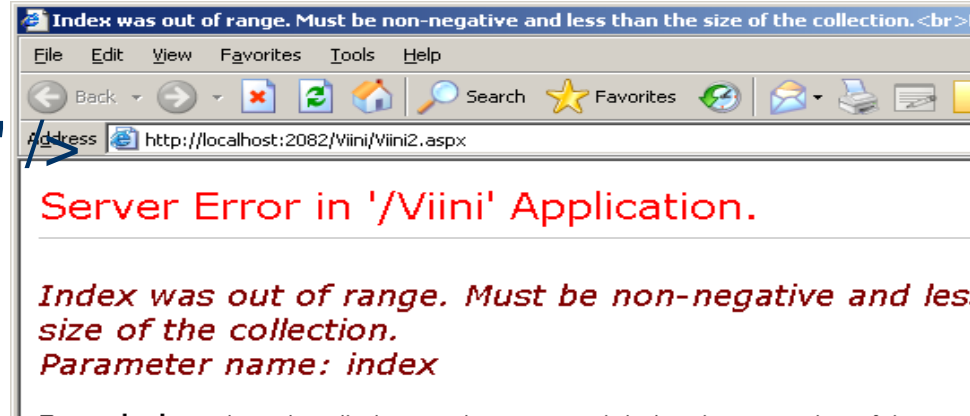 Index was out of range. Must be non-negative and less than the size of the collection.<br>
File Edit View Favorites Tools Help
Back Search Favorites
Address http://localhost:2082/Viini/Viini2.aspx
" />
Server Error in '/Viini' Application.
Index was out of range. Must be non-negative and les
size of the collection.
Parameter name: index